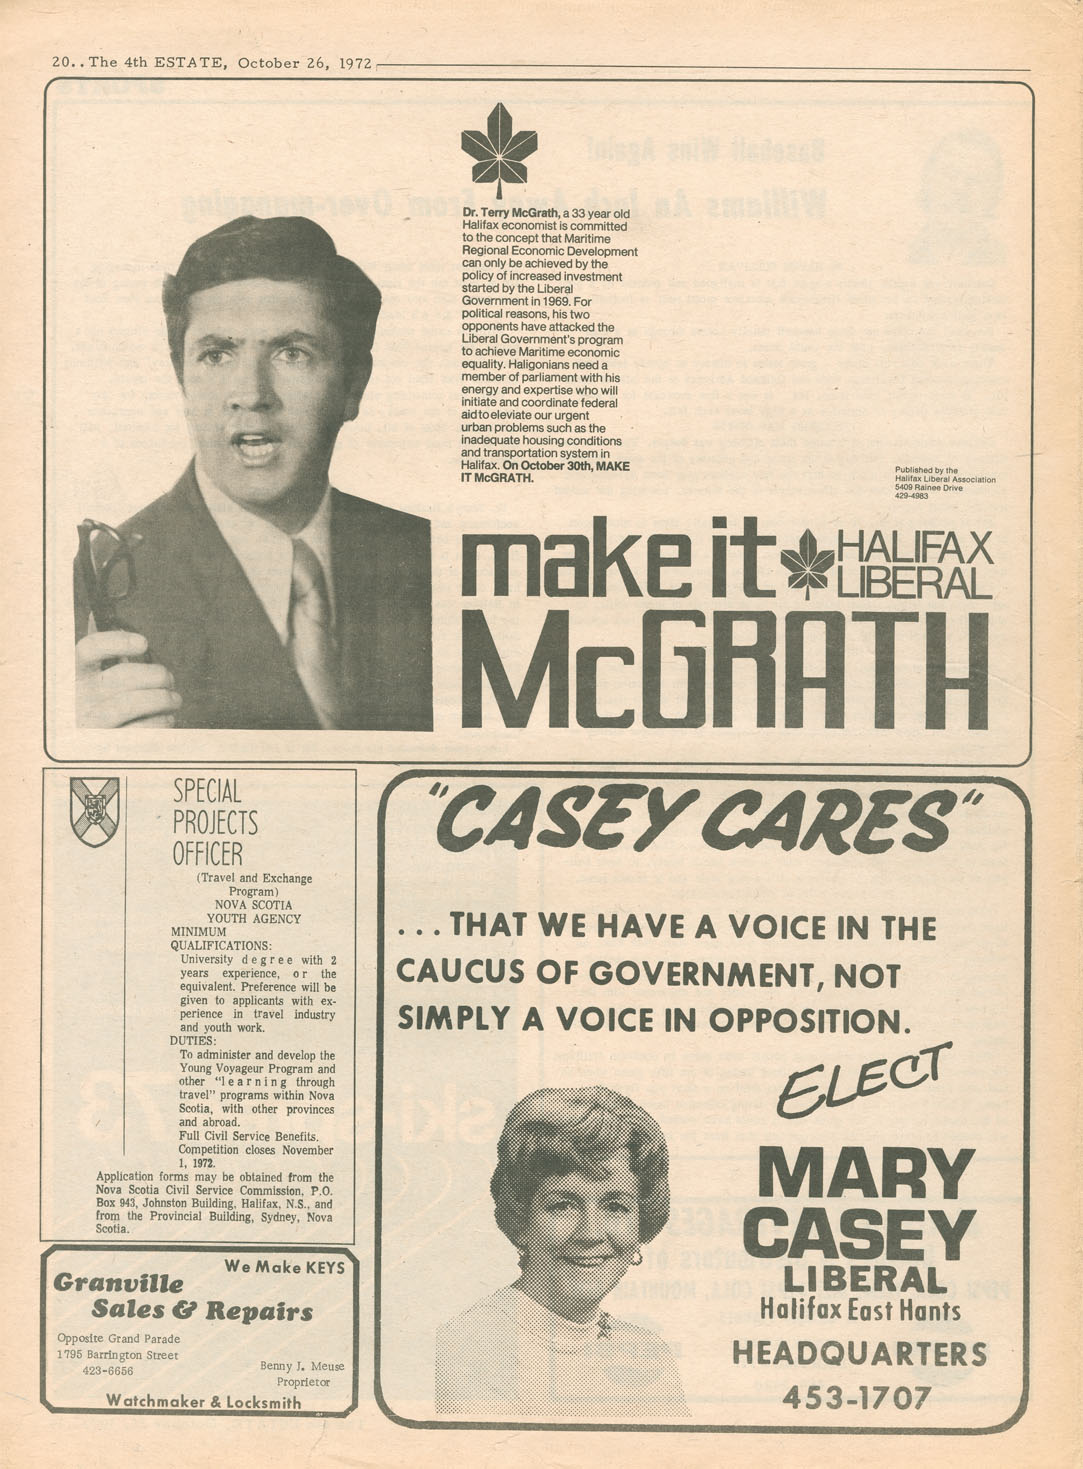 20.. The 4th ESTATE, October 26, 1972
Dr. Terry McGrath, a 33 year old
Halifax economist is committed
to the concept that Maritime
Regional Economic Development
can only be achieved by the
policy of increased investment
started by the Liberal
Government in 1969. For
political reasons, his two
opponents have attacked the
Liberal Government's program
to achieve Maritime economic
equality. Haligonians need a
member of parliament with his
energy and expertise who will
initiate and coordinate federal
aid to eleviate our urgent
urban problems such as the
inadequate housing conditions
and transportation system in
Halifax. On October 30th, MAKE
IT McGRATH.
Published by the
Halifax Liberal Association
5409 Rainee Drive
429-4983
make it
HALIFAX
LIBERAL
McGRATH
SPECIAL
PROJECTS
OFFICER
(Travel and Exchange
Program)
NOVA SCOTIA
YOUTH AGENCY
MINIMUM
QUALIFICATIONS:
University degree with 2
years experience, or the
equivalent. Preference will be
given to applicants with ex-
perience in travel industry
and youth work.
DUTIES:
To administer and develop the
Young Voyageur Program and
other "learning through
travel" programs within Nova
Scotia, with other provinces
and abroad.
Full Civil Service Benefits.
Competition closes November
1, 1972.
Application forms may be obtained from the
Nova Scotia Civil Service Commission, P.O.
Box 943, Johnston Building, Halifax, N.S., and
from the Provincial Building, Sydney, Nova
Scotia.
We Make KEYS
Granville
Sales & Repairs
Opposite Grand Parade
1795 Barrington Street
423-6656
Benny J. Meuse
Proprietor
Watchmaker & Locksmith
"CASEY CARES"
...THAT WE HAVE A VOICE IN THE
CAUCUS OF GOVERNMENT, NOT
SIMPLY A VOICE IN OPPOSITION.
ELECT
MARY
CASEY
LIBERAL
Halifax East Hants
HEADQUARTERS
453-1707